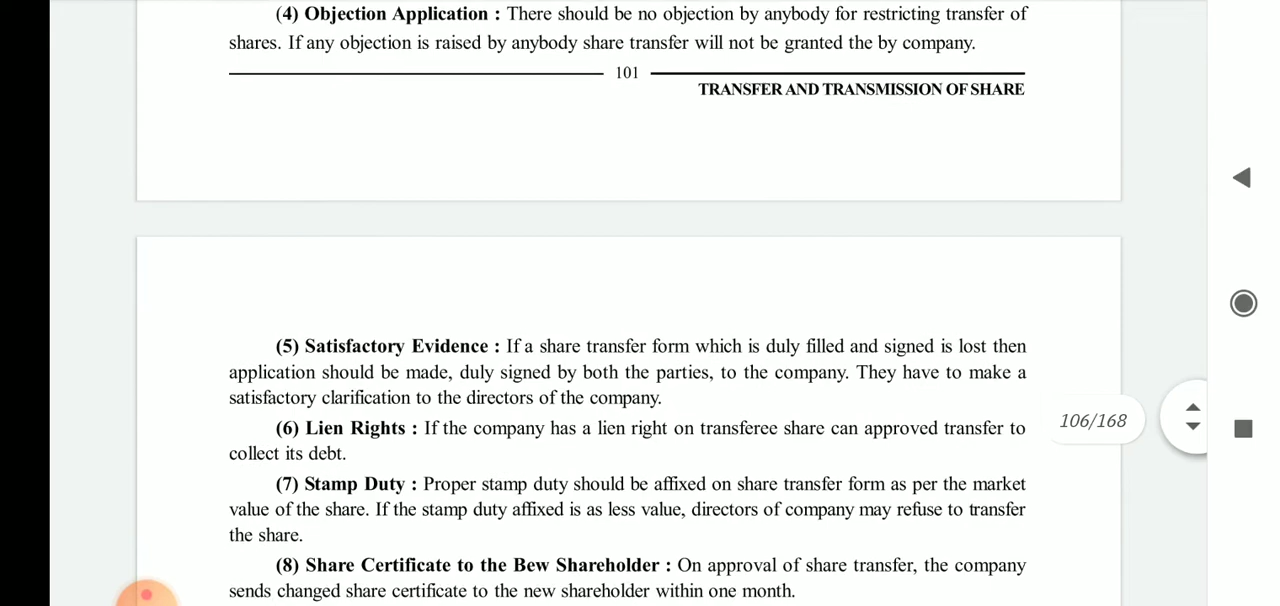 (4) Objection Application : There should be no objection by anybody for restricting transfer of
shares. If any objection is raised by anybody share transfer will not be granted the by company.
101
TRANSFER AND TRANSMISSION OF SHARE
(5) Satisfactory Evidence : If a share transfer form which is duly filled and signed is lost then
application should be made, duly signed by both the parties, to the company. They have to make a
satisfactory clarification to the directors of the company.
106/168
(6) Lien Rights : If the company has a lien right on transferee share can approved transfer to
collect its debt.
(7) Stamp Duty : Proper stamp duty should be affixed on share transfer form as per the market
value of the share. If the stamp duty affixed is as less value, directors of company may refuse to transfer
the share.
(8) Share Certificate to the Bew Shareholder : On approval of share transfer, the company
sends changed share certificate to the new shareholder within one month.